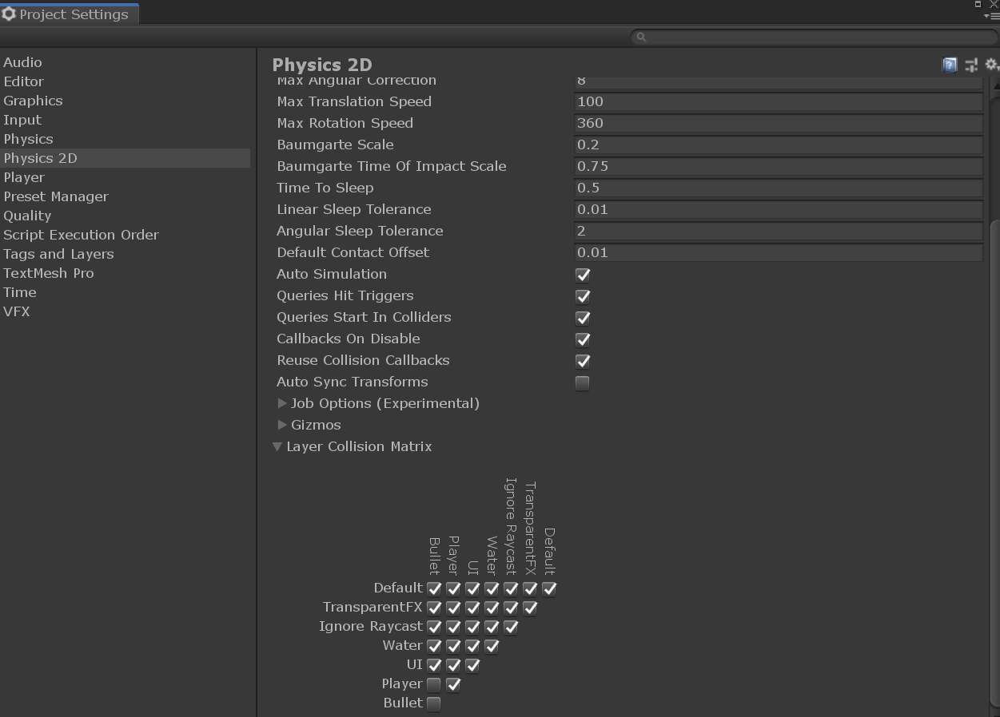 Project Settings
Audio
Editor
Graphics
Input
Physics
Physics 2D
Player
Preset Manager
Quality
Script Execution Order
Tags and Layers
TextMesh Pro
Time
VFX
Physics 2D
Max Angular Correction 8
Max Translation Speed 100
Max Rotation Speed 360
Baumgarte Scale 0.2
Baumgarte Time Of Impact Scale 0.75
Time To Sleep 0.5
Linear Sleep Tolerance 0.01
Angular Sleep Tolerance 2
Default Contact Offset 0.01
Auto Simulation
Queries Hit Triggers
Queries Start In Colliders
Callbacks On Disable
Reuse Collision Callbacks
Auto Sync Transforms
Job Options (Experimental)
Gizmos
Layer Collision Matrix
Bullet
Player
UI
Water
Ignore Raycast
TransparentFX
Default
Default
TransparentFX
Ignore Raycast
Water
UI
Player
Bullet